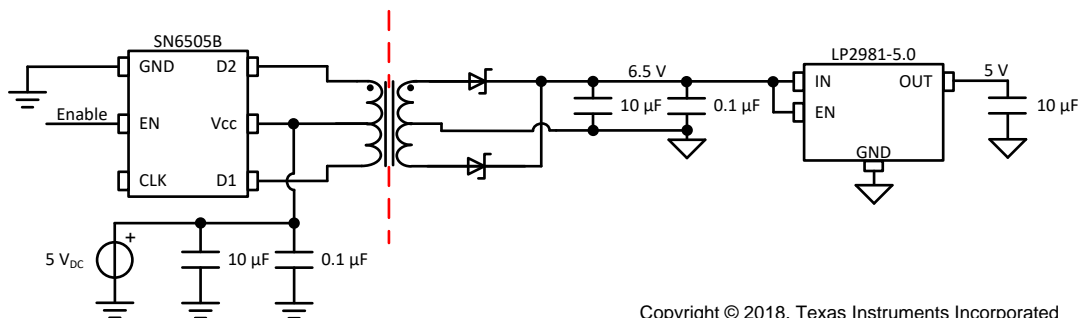 SN6505B
GND
D2
Enable
EN
Vcc
CLK
D1
5 VDC
+
10 µF
0.1 µF
6.5 V
10 µF
0.1 µF
LP2981-5.0
IN
OUT
EN
GND
5 V
10 µF
Copyright © 2018, Texas Instruments Incorporated